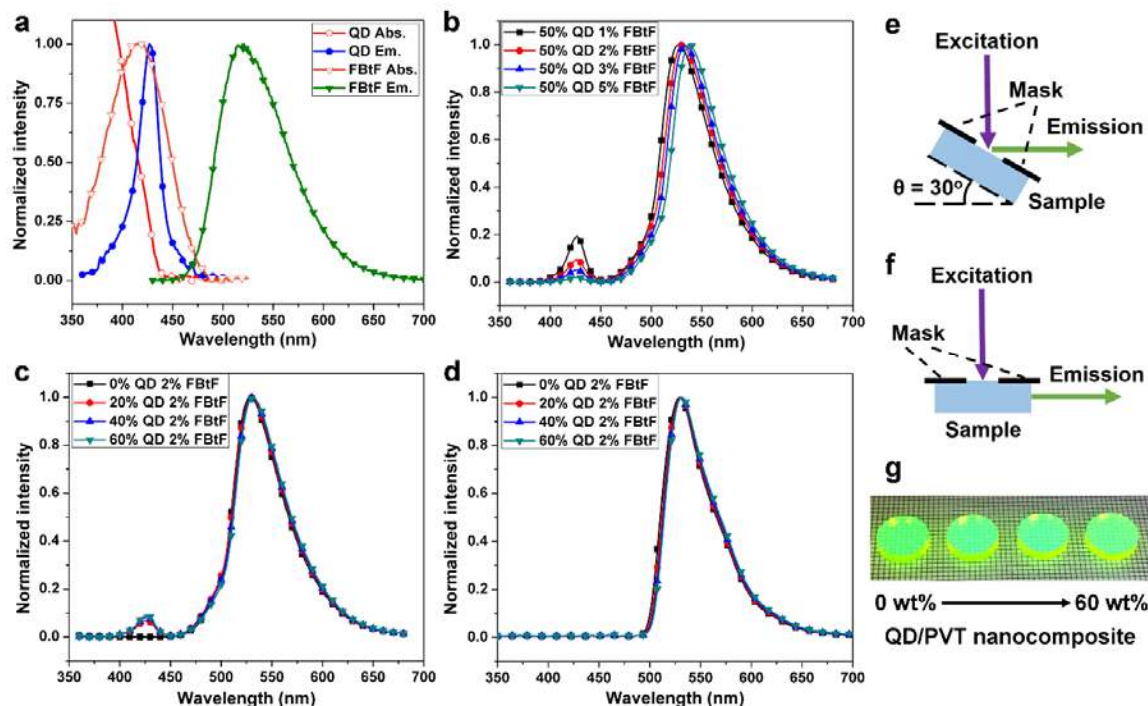 a
QD Abs.
QD Em.
FBtF Abs.
FBtF Em.
1.00
0.75
0.50
0.25
0.00
Normalized intensity
350 400 450 500 550 600 650 700
Wavelength (nm)
b
50% QD 1% FBtF
50% QD 2% FBtF
50% QD 3% FBtF
50% QD 5% FBtF
1.0
0.8
0.6
0.4
0.2
0.0
Normalized intensity
350 400 450 500 550 600 650 700
Wavelength (nm)
c
0% QD 2% FBtF
20% QD 2% FBtF
40% QD 2% FBtF
60% QD 2% FBtF
1.0
0.8
0.6
0.4
0.2
0.0
Normalized intensity
350 400 450 500 550 600 650 700
Wavelength (nm)
d
0% QD 2% FBtF
20% QD 2% FBtF
40% QD 2% FBtF
60% QD 2% FBtF
1.0
0.8
0.6
0.4
0.2
0.0
Normalized intensity
350 400 450 500 550 600 650 700
Wavelength (nm)
e
Excitation
Mask
Emission
θ = 30°
Sample
f
Excitation
Mask
Emission
Sample
g
0 wt% 60 wt%
QD/PVT nanocomposite